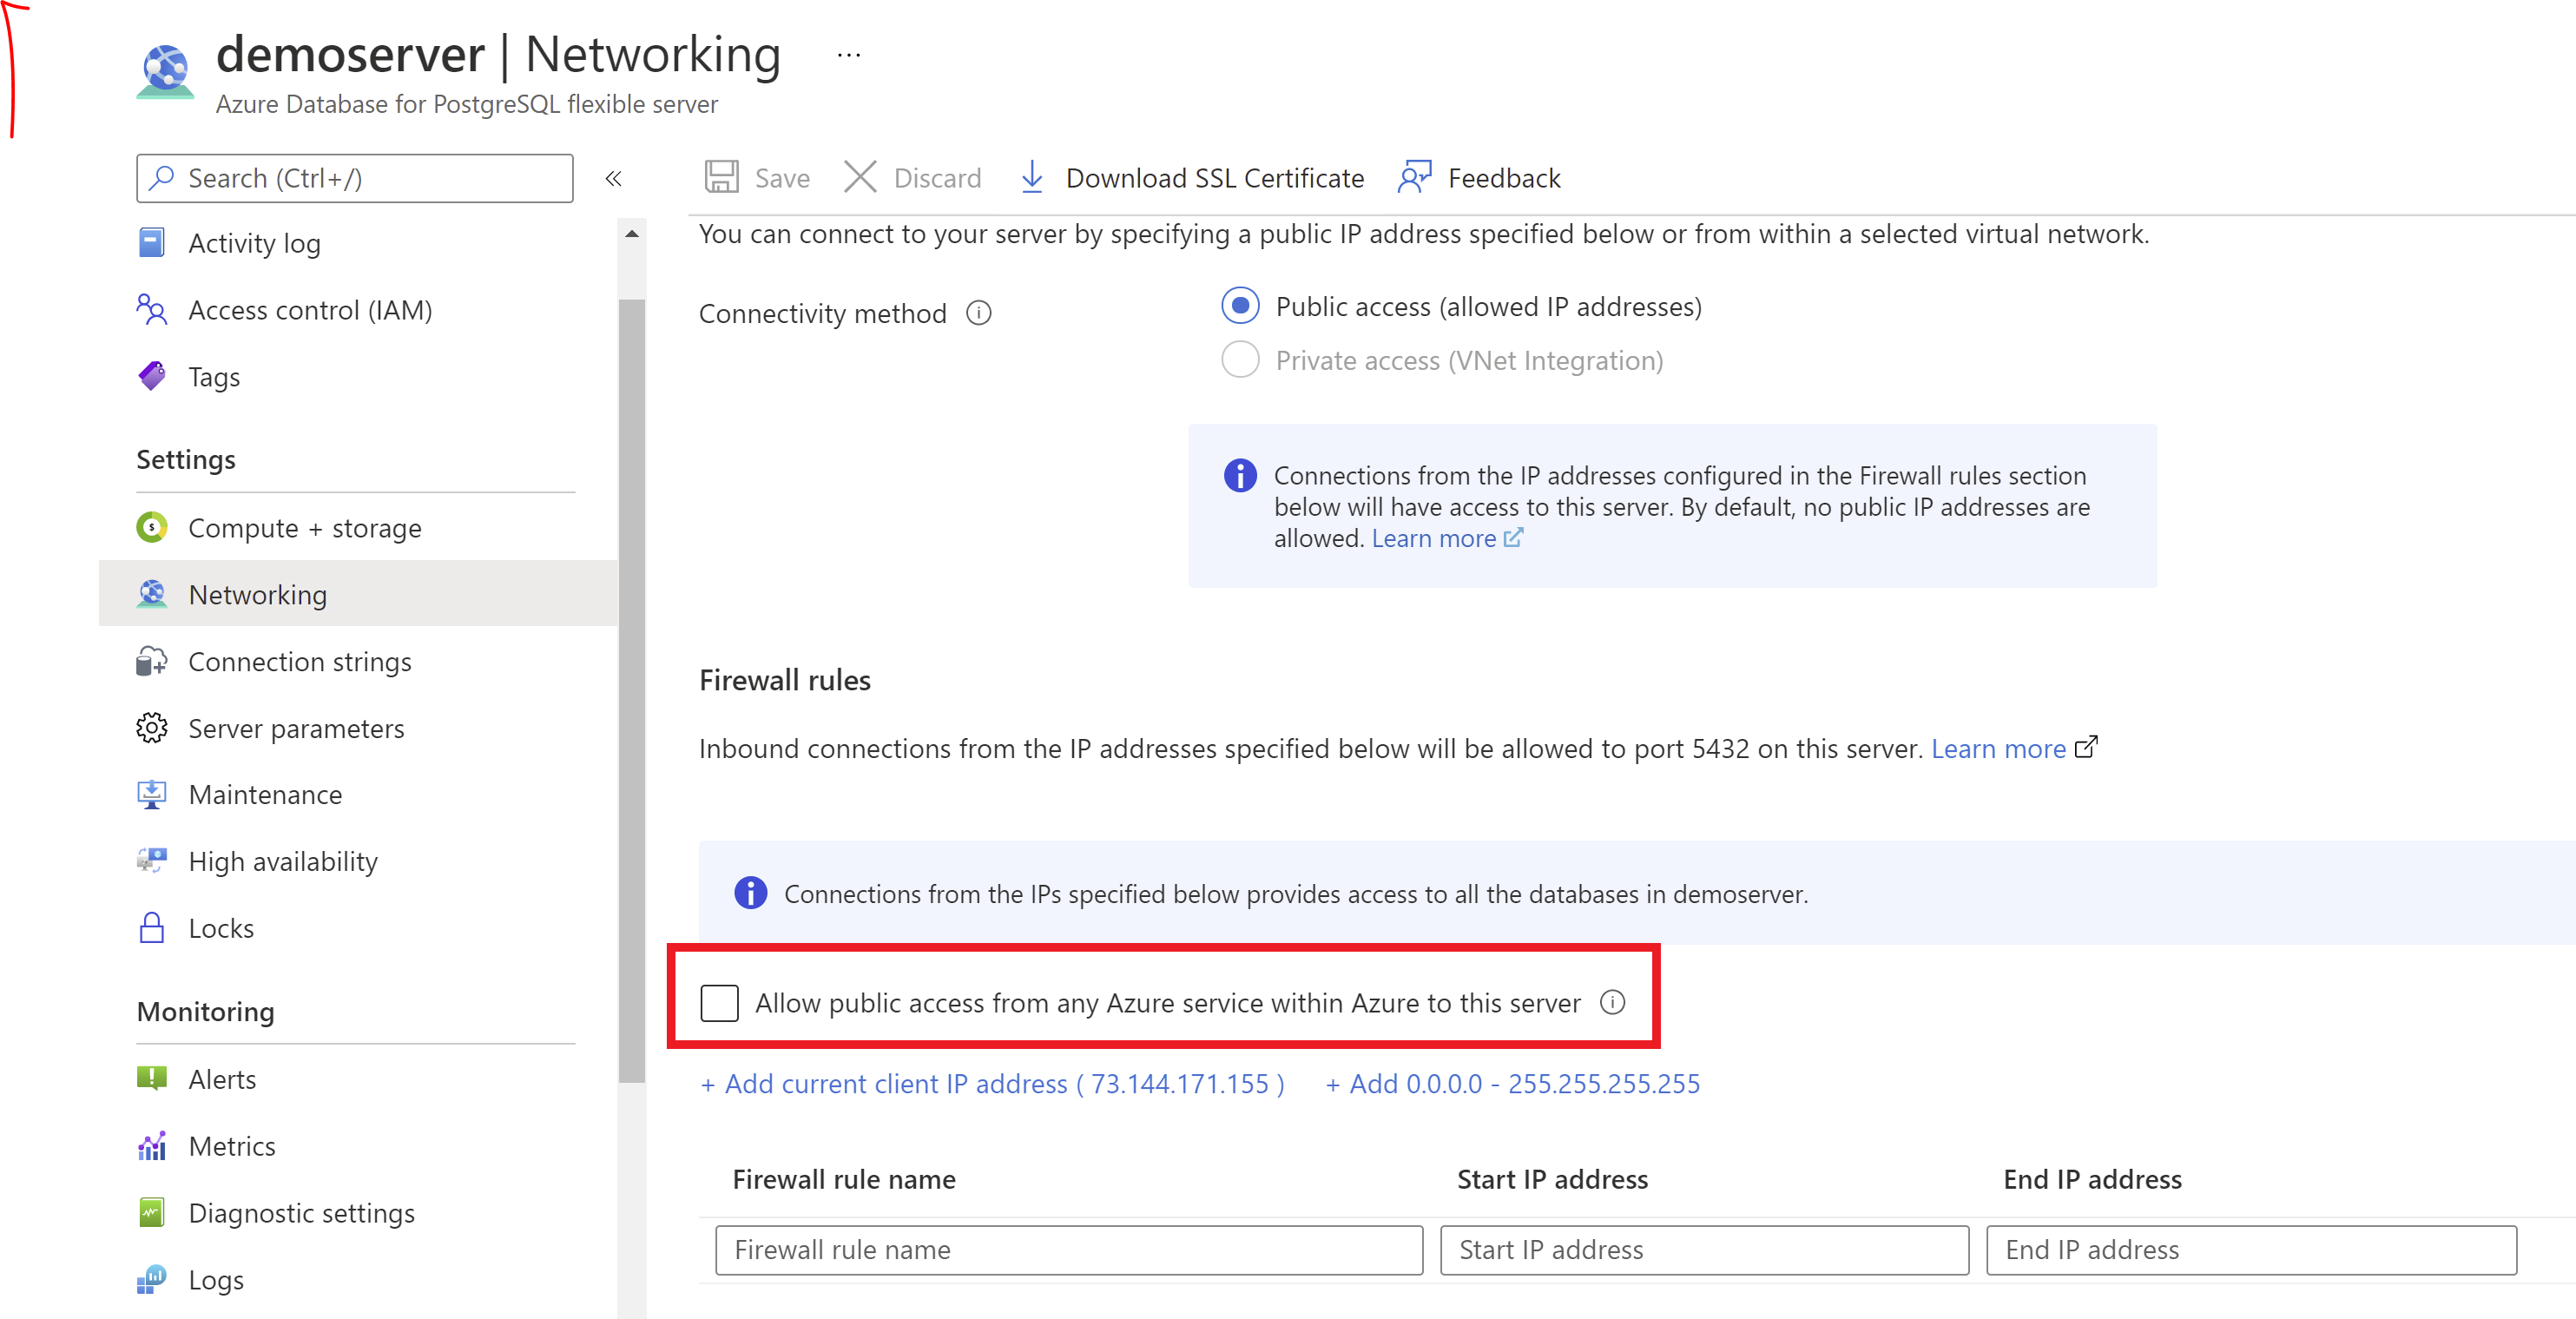 demoserver | Networking ...
Azure Database for PostgreSQL flexible server
Search (Ctrl+/)
«
Activity log
Access control (IAM)
Tags
Settings
Compute + storage
Networking
Connection strings
Server parameters
Maintenance
High availability
Locks
Monitoring
Alerts
Metrics
Diagnostic settings
Logs
Save Discard Download SSL Certificate Feedback
You can connect to your server by specifying a public IP address specified below or from within a selected virtual network.
Connectivity method
Public access (allowed IP addresses)
Private access (VNet Integration)
Connections from the IP addresses configured in the Firewall rules section
below will have access to this server. By default, no public IP addresses are
allowed. Learn more
Firewall rules
Inbound connections from the IP addresses specified below will be allowed to port 5432 on this server. Learn more
Connections from the IPs specified below provides access to all the databases in demoserver.
Allow public access from any Azure service within Azure to this server
+ Add current client IP address ( 73.144.171.155 ) + Add 0.0.0.0 - 255.255.255.255
Firewall rule name Start IP address End IP address
Firewall rule name Start IP address End IP address